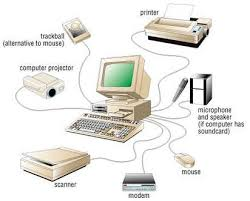 printer
trackball
(alternative to mouse)
computer projector
microphone
and speaker
(if computer has
soundcard)
mouse
scanner
modem